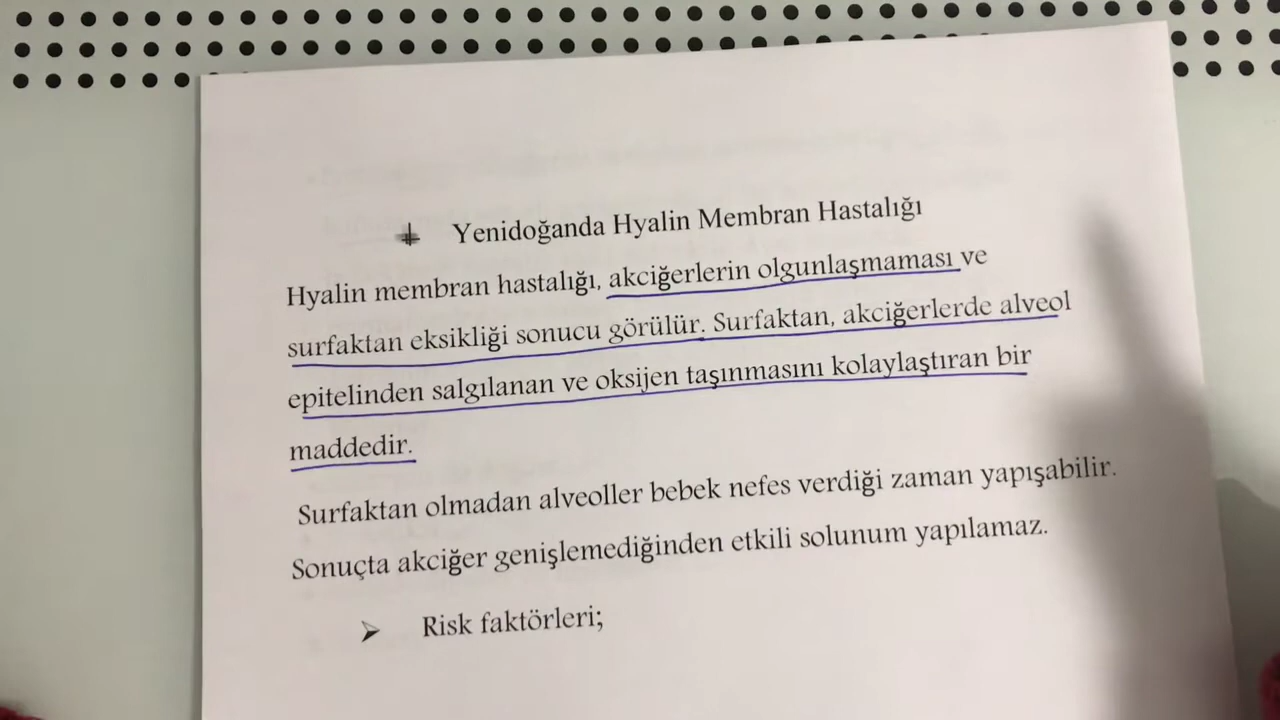 Yenidoğanda Hyalin Membran Hastalığı
Hyalin membran hastalığı, akciğerlerin olgunlaşmaması ve
surfaktan eksikliği sonucu görülür. Surfaktan, akciğerlerde alveol
epitelinden salgılanan ve oksijen taşınmasını kolaylaştıran bir
maddedir.
Surfaktan olmadan alveoller bebek nefes verdiği zaman yapışabilir.
Sonuçta akciğer genişlemediğinden etkili solunum yapılamaz.
Risk faktörleri;